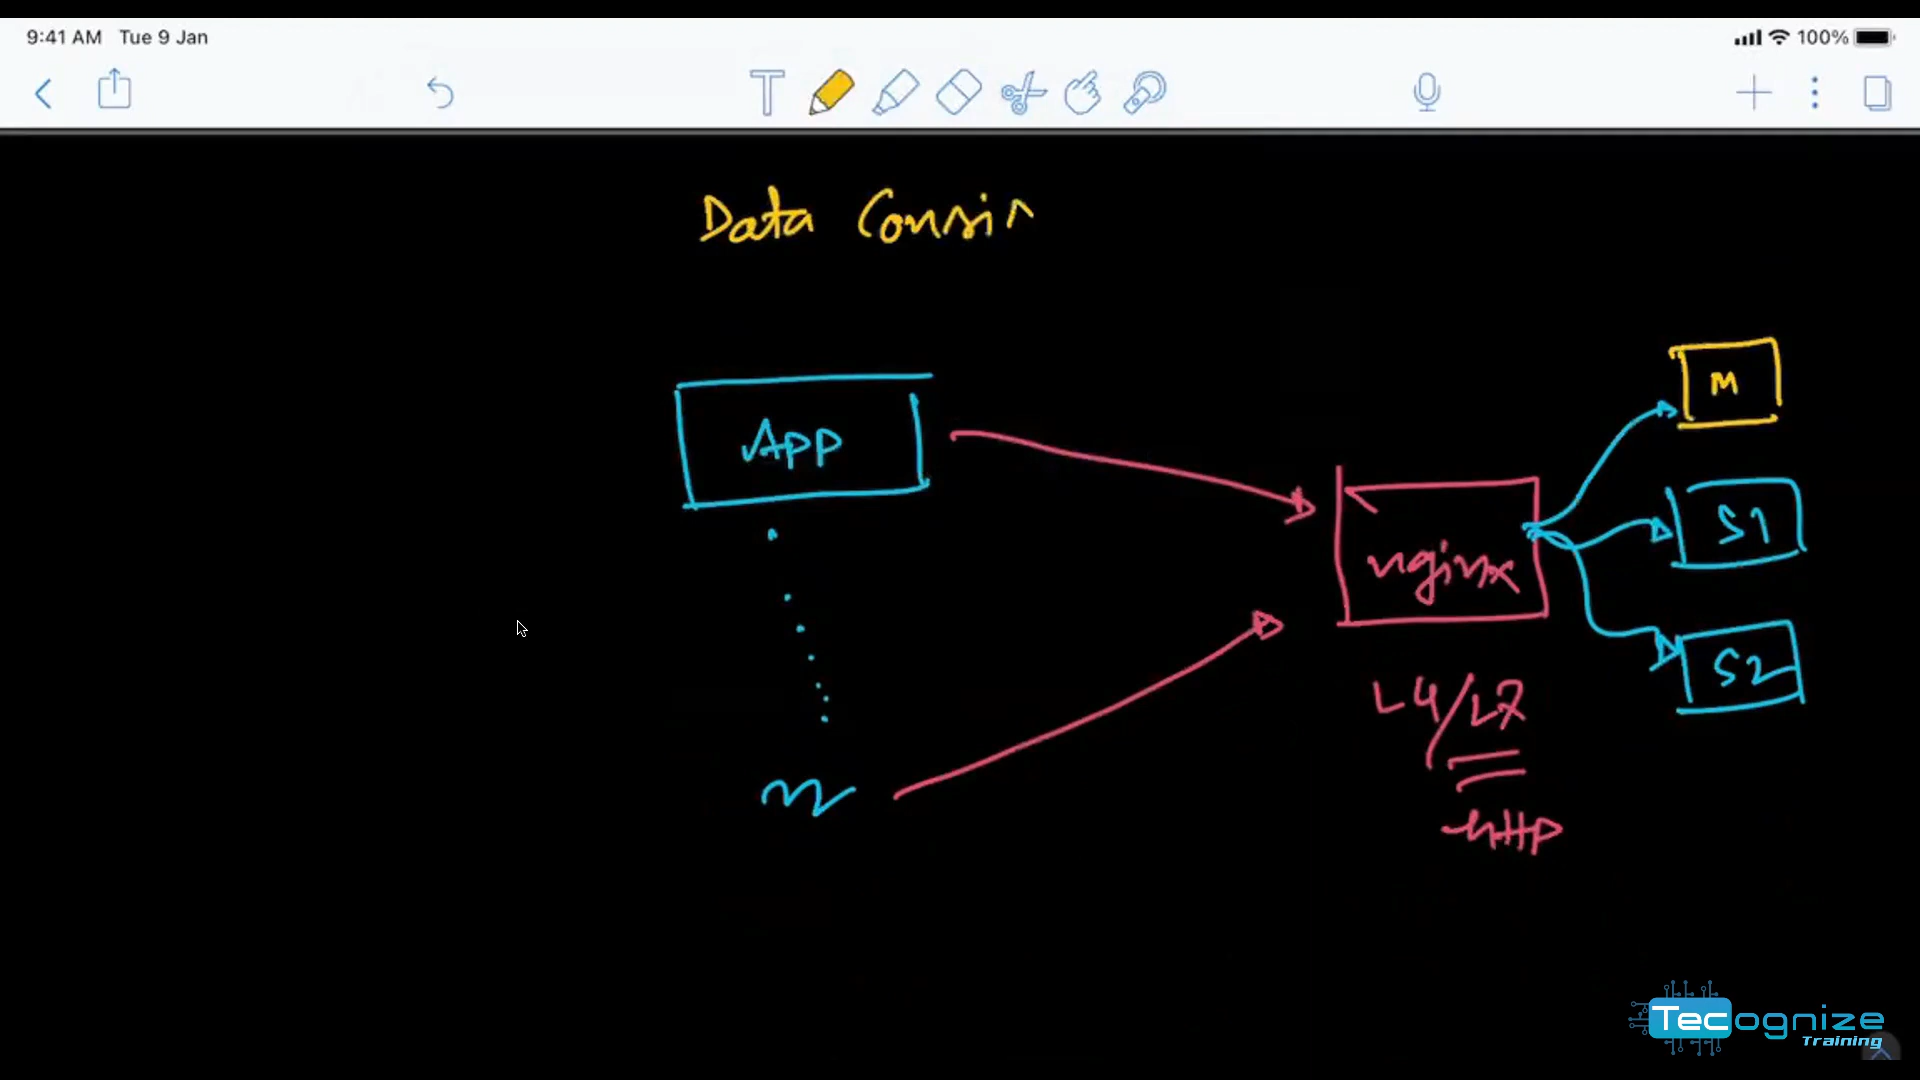 9:41 AM Tue 9 Jan
100%
Data Consis
App
M
S1
nginx
S2
L4/L7
n
HTTP
Tecognize
Training